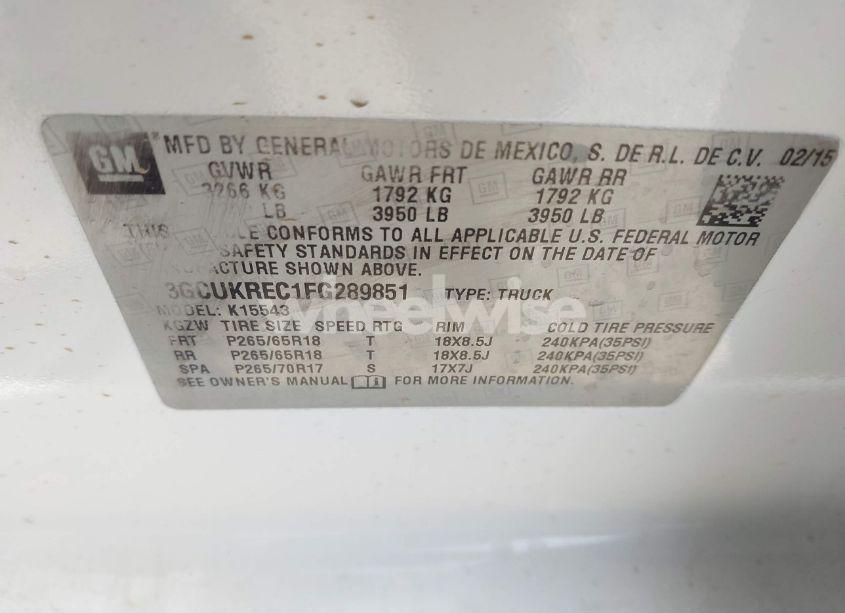 GM MFD BY GENERAL MOTORS DE MEXICO, S. DE R.L. DE C.V. 02/15
GVWR GAWR FRT GAWR RR
3266 KG 1792 KG 1792 KG
LB 3950 LB 3950 LB
THIS CLE CONFORMS TO ALL APPLICABLE U.S. FEDERAL MOTOR
SAFETY STANDARDS IN EFFECT ON THE DATE OF
NUFACTURE SHOWN ABOVE.
3GCUKREC1FG289851 TYPE: TRUCK
MODEL: K15543
KGZW TIRE SIZE SPEED RTG RIM COLD TIRE PRESSURE
FRT P265/65R18 T 18X8.5J 240KPA(35PSI)
RR P265/65R18 T 18X8.5J 240KPA(35PSI)
SPA P265/70R17 S 17X7J 240KPA(35PSI)
SEE OWNER'S MANUAL FOR MORE INFORMATION.
wheelwise